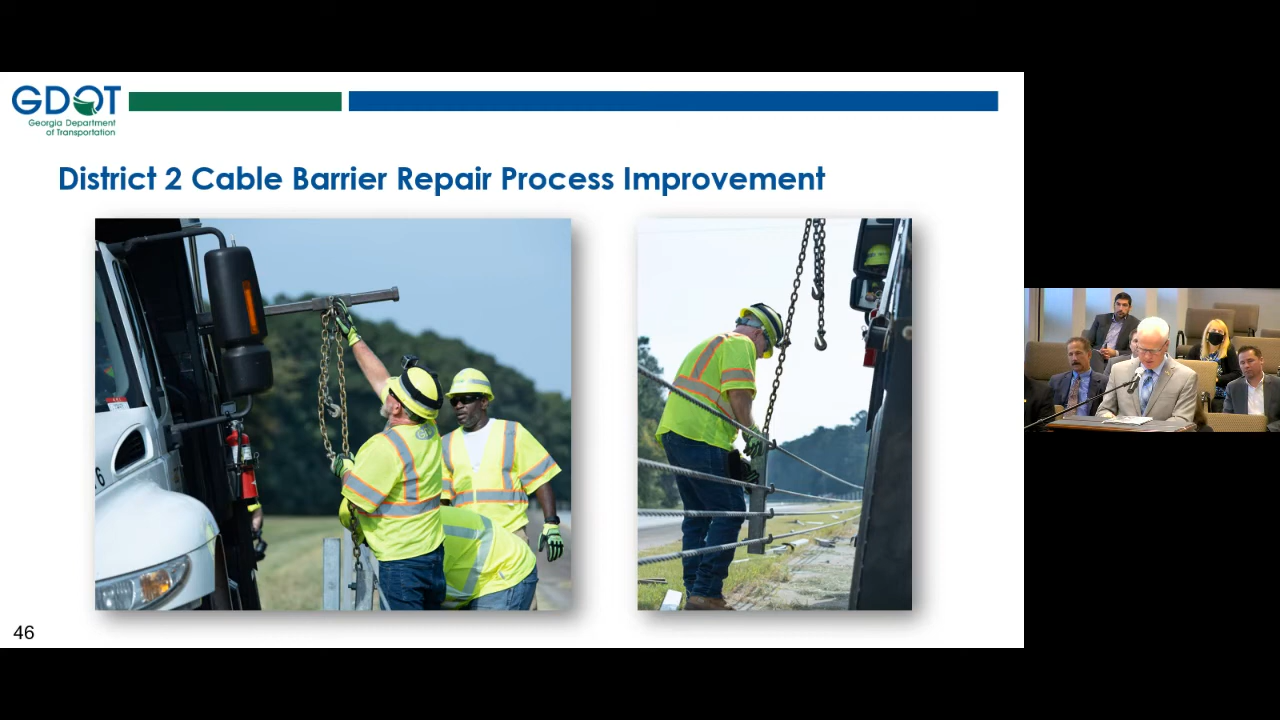 GDOT
Georgia Department
of Transportation
District 2 Cable Barrier Repair Process Improvement
46